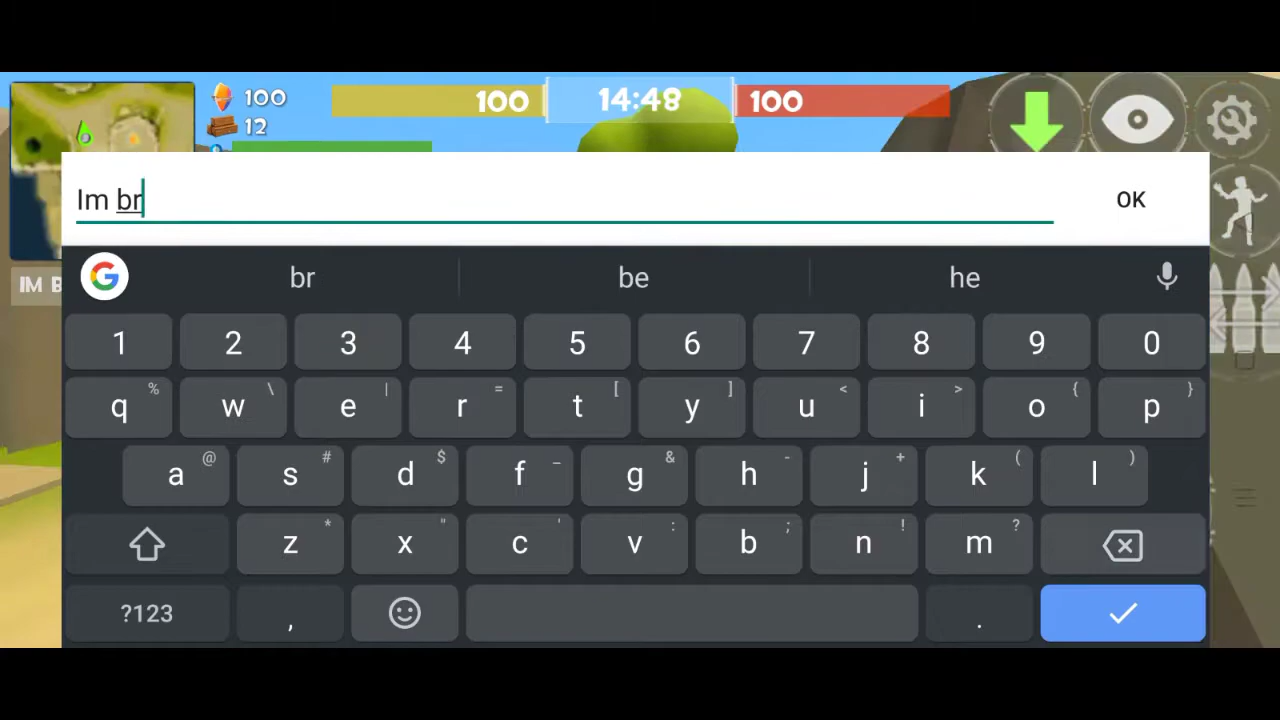 100
12
100 14:48 100
Im br
OK
IM B
br be he
1 2 3 4 5 6 7 8 9 0
% \ | = [ ] < > { }
q w e r t y u i o p
@ # $ _ & - + ( )
a s d f g h j k l
* " ' : ; ! ?
z x c v b n m
?123 , .